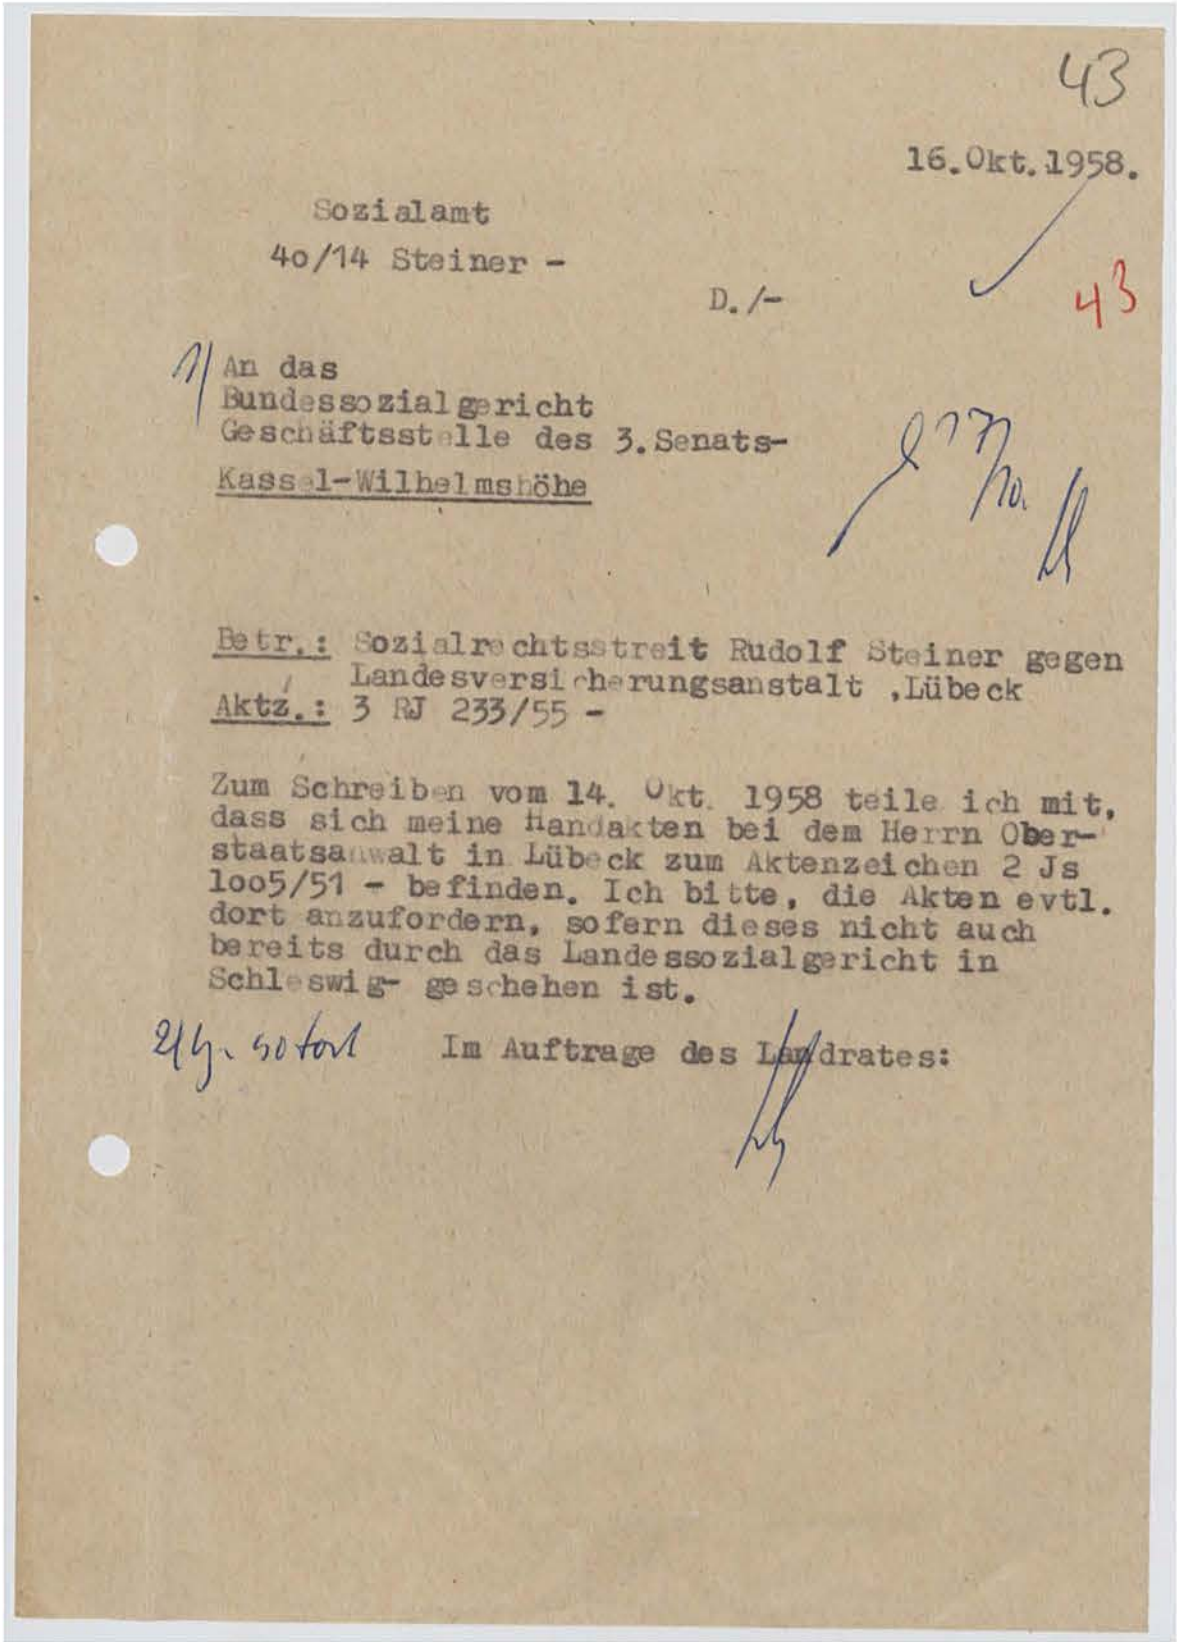 43
16.Okt.1958.
Sozialamt
4o/14 Steiner -
D./-
43
1/ An das
Bundessozialgericht
Geschäftsstelle des 3.Senats-
Kassel-Wilhelmshöhe
Betr.: Sozialrechtsstreit Rudolf Steiner gegen
Landesversicherungsanstalt ,Lübeck
Aktz.: 3 RJ 233/55 -
Zum Schreiben vom 14. Okt. 1958 teile ich mit,
dass sich meine Handakten bei dem Herrn Ober-
staatsanwalt in Lübeck zum Aktenzeichen 2 Js
1oo5/51 - befinden. Ich bitte, die Akten evtl.
dort anzufordern, sofern dieses nicht auch
bereits durch das Landessozialgericht in
Schleswig- geschehen ist.
2/ sofort Im Auftrage des Landrates: